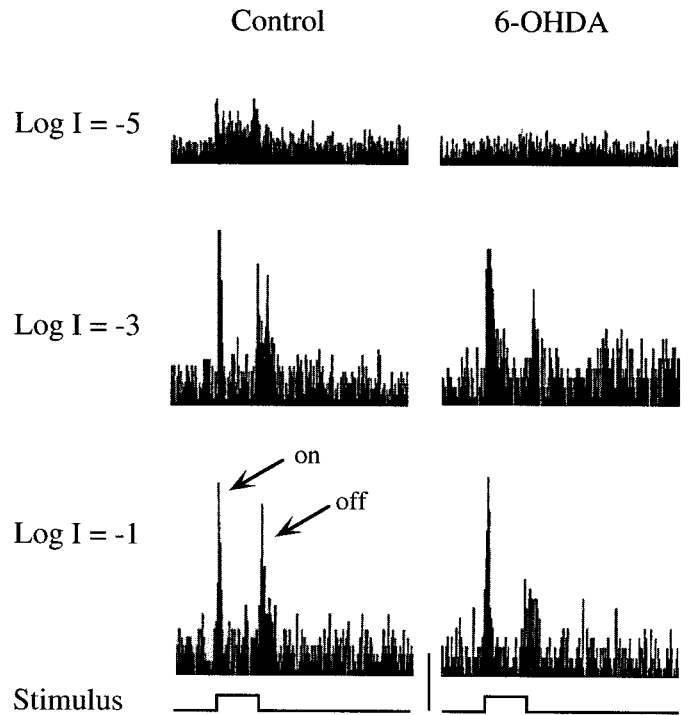 Control 6-OHDA
Log I = -5
Log I = -3
on
off
Log I = -1
Stimulus